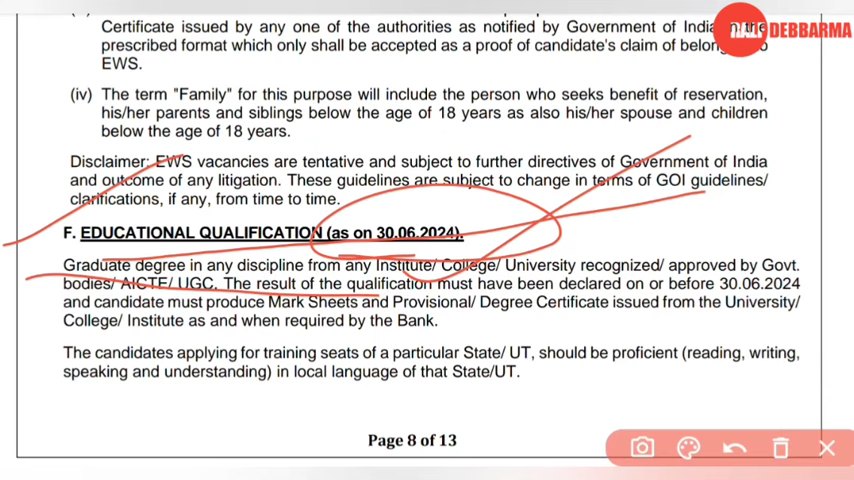 Certificate issued by any one of the authorities as notified by Government of India in the
DEBBARMA
prescribed format which only shall be accepted as a proof of candidate's claim of
EWS.
(iv) The term "Family" for this purpose will include the person who seeks benefit of reservation,
his/her parents and siblings below the age of 18 years as also his/her spouse and children
below the age of 18 years.
Disclaimer: EWS vacancies are tentative and subject to further directives of Government of India
and outcome of any litigation. These guidelines are subject to change in terms of GOI guidelines/
clarifications, if any, from time to time.
F. EDUCATIONAL QUALIFICATION (as on 30.06.2024).
Graduate degree in any discipline from any Institute/ College/ University recognized/ approved by Govt.
bodies/ AICTE/ UGC. The result of the qualification must have been declared on or before 30.06.2024
and candidate must produce Mark Sheets and Provisional/ Degree Certificate issued from the University/
College/ Institute as and when required by the Bank.
The candidates applying for training seats of a particular State/ UT, should be proficient (reading, writing,
speaking and understanding) in local language of that State/UT.
Page 8 of 13